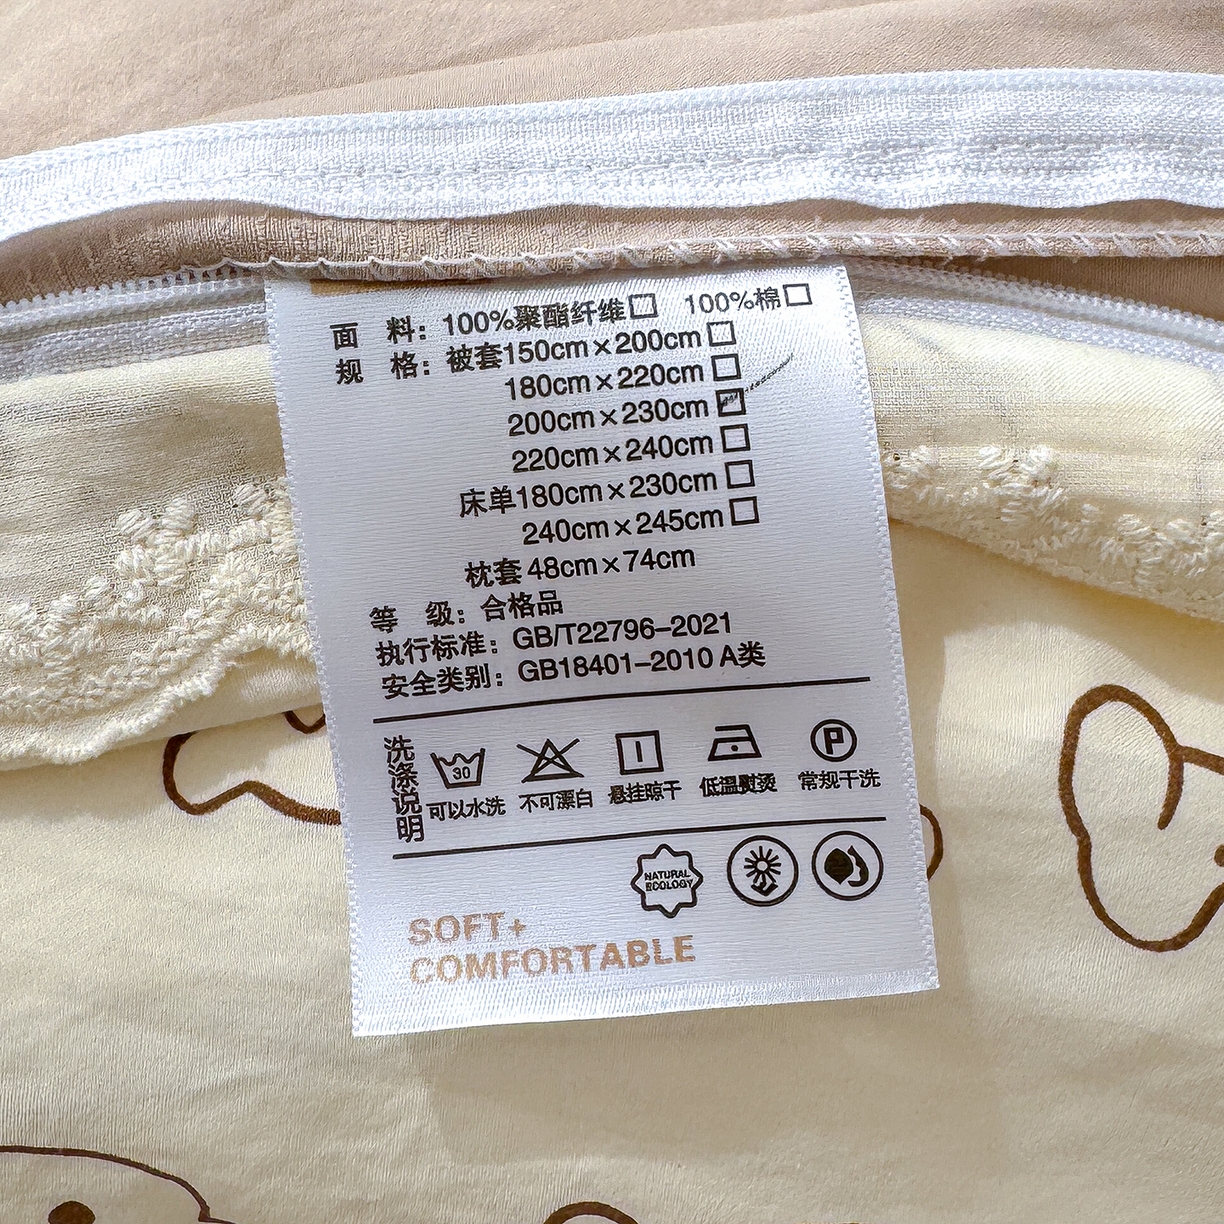 面 料：100%聚酯纤维□ 100%棉□
规 格：被套150cm×200cm□
180cm×220cm□
200cm×230cm☑
220cm×240cm□
床单180cm×230cm□
240cm×245cm□
枕套48cm×74cm
等 级：合格品
执行标准：GB/T22796-2021
安全类别：GB18401-2010 A类
洗涤说明
30
P
可以水洗 不可漂白 悬挂晾干 低温熨烫 常规干洗
NATURAL
ECOLOGY
SOFT+
COMFORTABLE